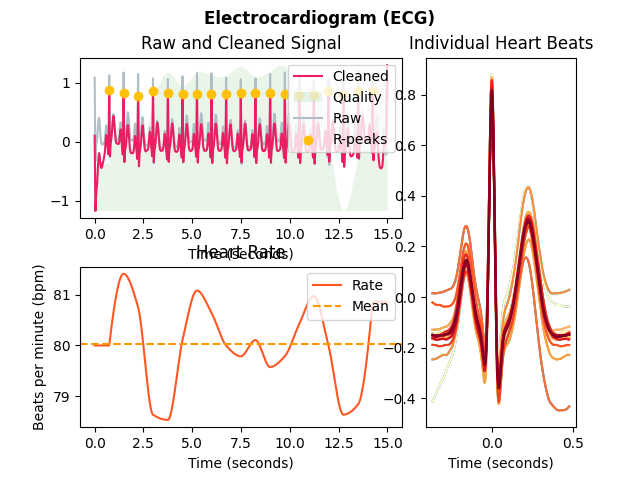 Electrocardiogram (ECG)
Raw and Cleaned Signal
Cleaned
Quality
Raw
R-peaks
1
0
−1
0.0 2.5 5.0 7.5 10.0 12.5 15.0
Time (seconds)
Heart Rate
Rate
Mean
Beats per minute (bpm)
81
80
79
0.0 2.5 5.0 7.5 10.0 12.5 15.0
Time (seconds)
Individual Heart Beats
0.8
0.6
0.4
0.2
0.0
−0.2
−0.4
0.0 0.5
Time (seconds)